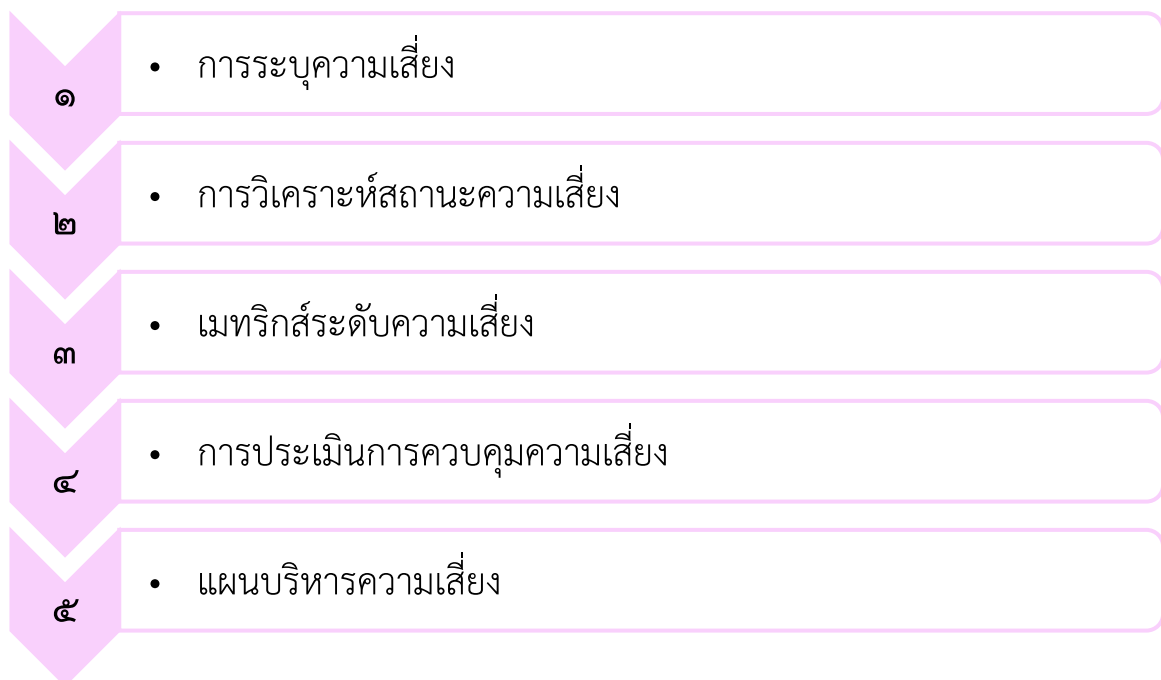 ๑
• การระบุความเสี่ยง
๒
• การวิเคราะห์สถานะความเสี่ยง
๓
• เมทริกส์ระดับความเสี่ยง
๔
• การประเมินการควบคุมความเสี่ยง
๕
• แผนบริหารความเสี่ยง